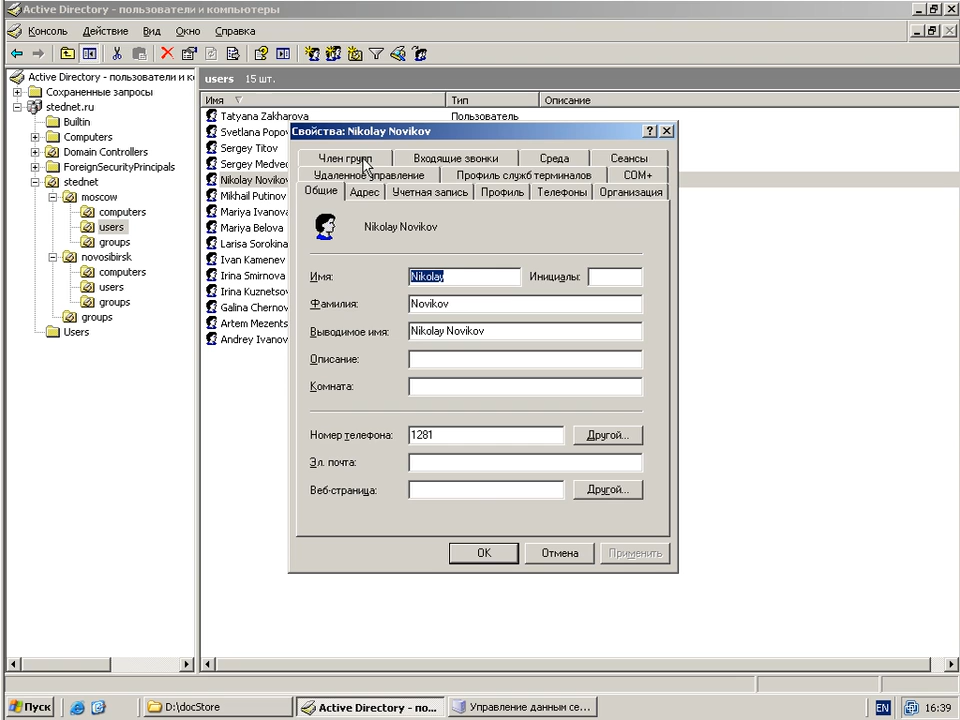 Active Directory - пользователи и компьютеры
Консоль Действие Вид Окно Справка
Active Directory - пользователи и к
Сохраненные запросы
stednet.ru
Builtin
Computers
Domain Controllers
ForeignSecurityPrincipals
stednet
moscow
computers
users
groups
novosibirsk
computers
users
groups
groups
Users
users 15 шт.
Имя Тип Описание
Tatyana Zakharova Пользователь
Svetlana Popov
Sergey Titov
Sergey Medved
Nikolay Novikov
Mikhail Putinov
Mariya Ivanova
Mariya Belova
Larisa Sorokina
Ivan Kamenev
Irina Smirnova
Irina Kuznetsov
Galina Chernov
Artem Mezents
Andrey Ivanov
Свойства: Nikolay Novikov
Член групп Входящие звонки Среда Сеансы
Удаленное управление Профиль служб терминалов COM+
Общие Адрес Учетная запись Профиль Телефоны Организация
Nikolay Novikov
Имя: Nikolay Инициалы:
Фамилия: Novikov
Выводимое имя: Nikolay Novikov
Описание:
Комната:
Номер телефона: 1281 Другой...
Эл. почта:
Веб-страница: Другой...
OK Отмена Применить
Пуск D:\docStore Active Directory - по... Управление данным се... EN 16:39